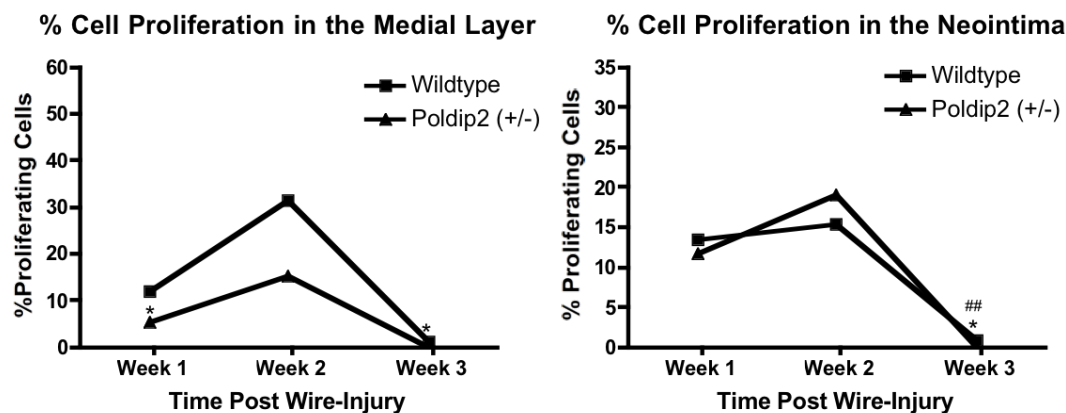 % Cell Proliferation in the Medial Layer
60
50
40
30
20
10
0
%Proliferating Cells
Wildtype
Poldip2 (+/-)
*
*
Week 1 Week 2 Week 3
Time Post Wire-Injury
% Cell Proliferation in the Neointima
35
30
25
20
15
10
5
0
% Proliferating Cells
Wildtype
Poldip2 (+/-)
##
*
Week 1 Week 2 Week 3
Time Post Wire-Injury